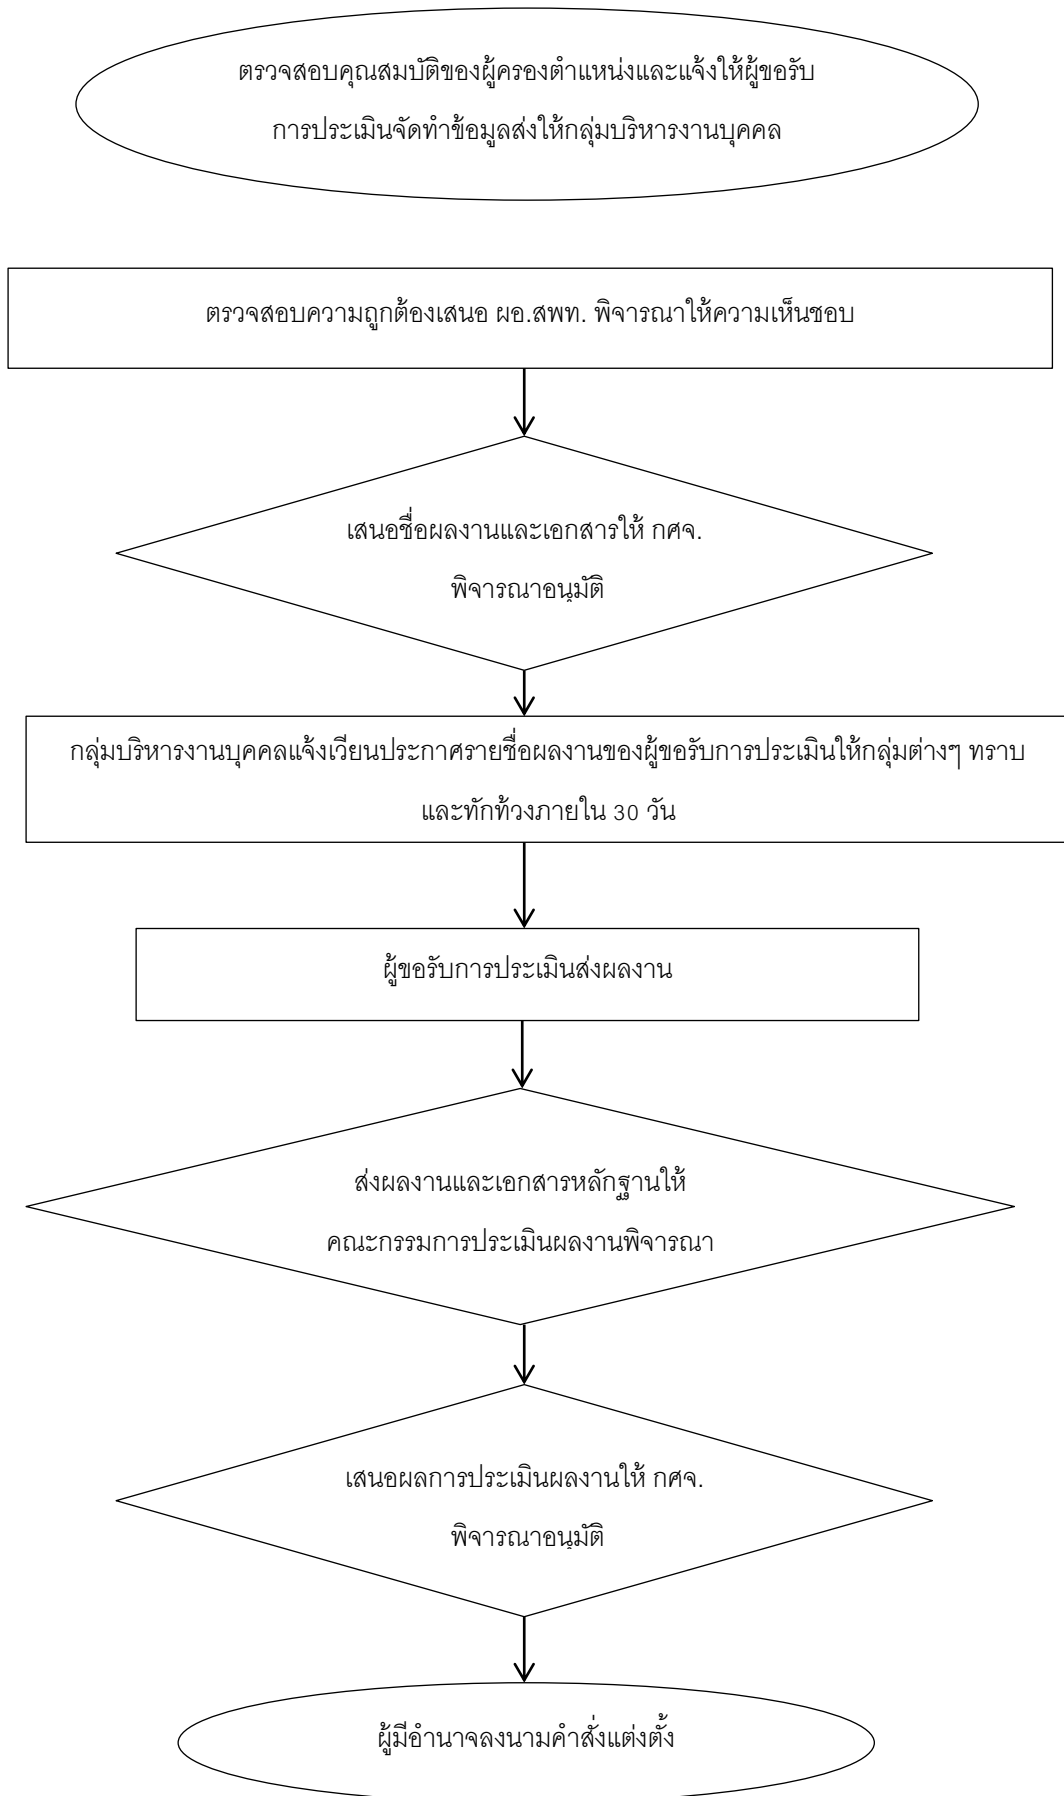 ตรวจสอบคุณสมบัติของผู้ครองตำแหน่งและแจ้งให้ผู้ขอรับ
การประเมินจัดทำข้อมูลส่งให้กลุ่มบริหารงานบุคคล
ตรวจสอบความถูกต้องเสนอ ผอ.สพท. พิจารณาให้ความเห็นชอบ
เสนอชื่อผลงานและเอกสารให้ กศจ.
พิจารณาอนุมัติ
กลุ่มบริหารงานบุคคลแจ้งเวียนประกาศรายชื่อผลงานของผู้ขอรับการประเมินให้กลุ่มต่างๆ ทราบ
และทักท้วงภายใน 30 วัน
ผู้ขอรับการประเมินส่งผลงาน
ส่งผลงานและเอกสารหลักฐานให้
คณะกรรมการประเมินผลงานพิจารณา
เสนอผลการประเมินผลงานให้ กศจ.
พิจารณาอนุมัติ
ผู้มีอำนาจลงนามคำสั่งแต่งตั้ง